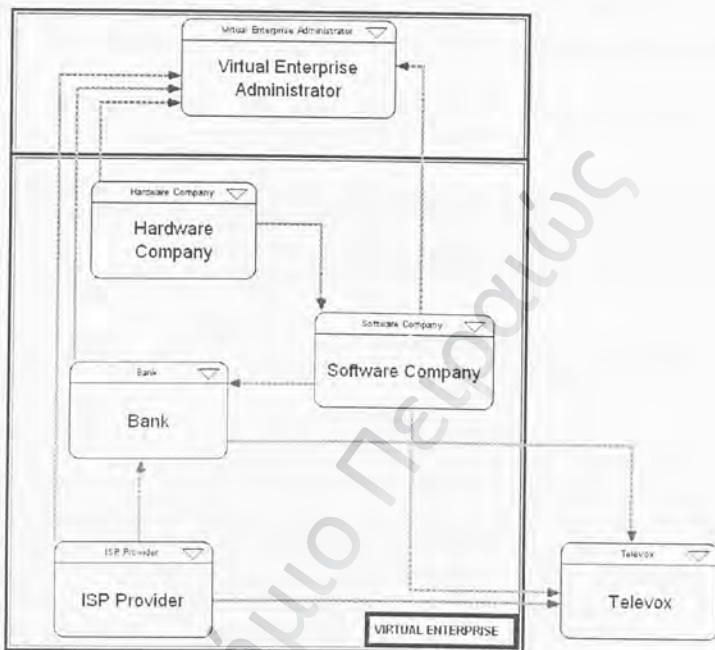 Virtual Enterprise Administrator
Virtual Enterprise
Administrator
Hardware Company
Hardware
Company
Software Company
Software Company
Bank
Bank
ISP Provider
ISP Provider
Televox
Televox
VIRTUAL ENTERPRISE
Πειραιώς